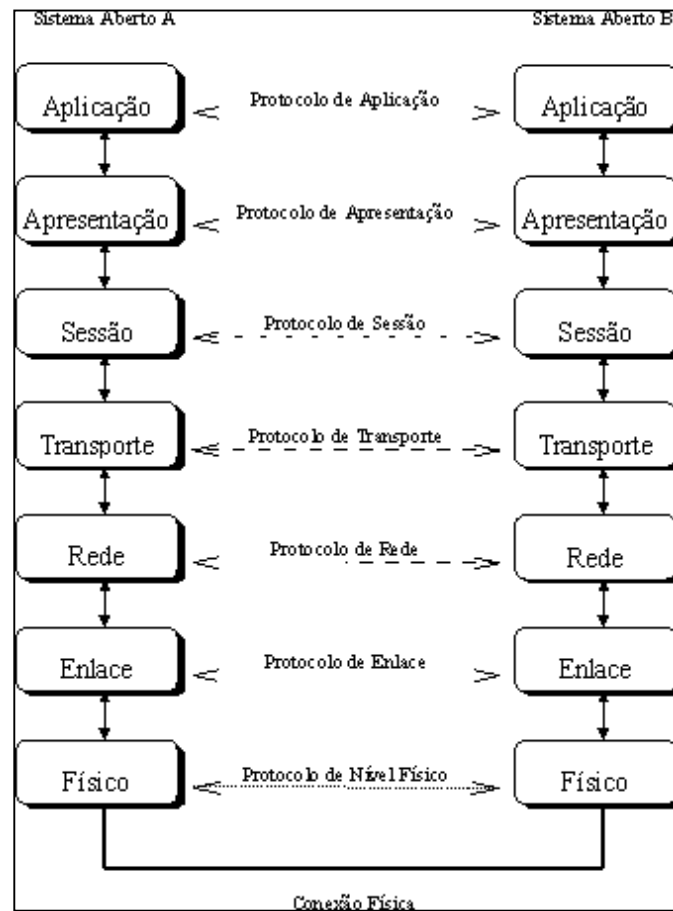 Sistema Aberto A Sistema Aberto B
Aplicação Protocolo de Aplicação Aplicação
Apresentação Protocolo de Apresentação Apresentação
Sessão Protocolo de Sessão Sessão
Transporte Protocolo de Transporte Transporte
Rede Protocolo de Rede Rede
Enlace Protocolo de Enlace Enlace
Físico Protocolo de Nível Físico Físico
Conexão Física